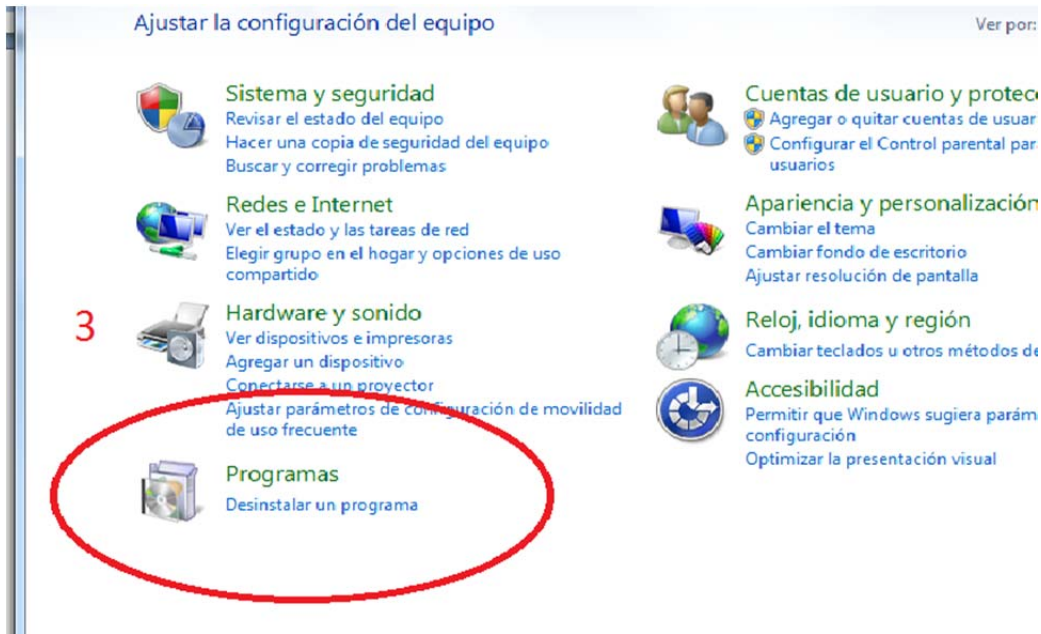 Ajustar la configuración del equipo
Ver por:
Sistema y seguridad
Revisar el estado del equipo
Hacer una copia de seguridad del equipo
Buscar y corregir problemas
Redes e Internet
Ver el estado y las tareas de red
Elegir grupo en el hogar y opciones de uso
compartido
3
Hardware y sonido
Ver dispositivos e impresoras
Agregar un dispositivo
Conectarse a un proyector
Ajustar parámetros de configuración de movilidad
de uso frecuente
Programas
Desinstalar un programa
Cuentas de usuario y protecc
Agregar o quitar cuentas de usuar
Configurar el Control parental para
usuarios
Apariencia y personalización
Cambiar el tema
Cambiar fondo de escritorio
Ajustar resolución de pantalla
Reloj, idioma y región
Cambiar teclados u otros métodos de
Accesibilidad
Permitir que Windows sugiera paráme
configuración
Optimizar la presentación visual